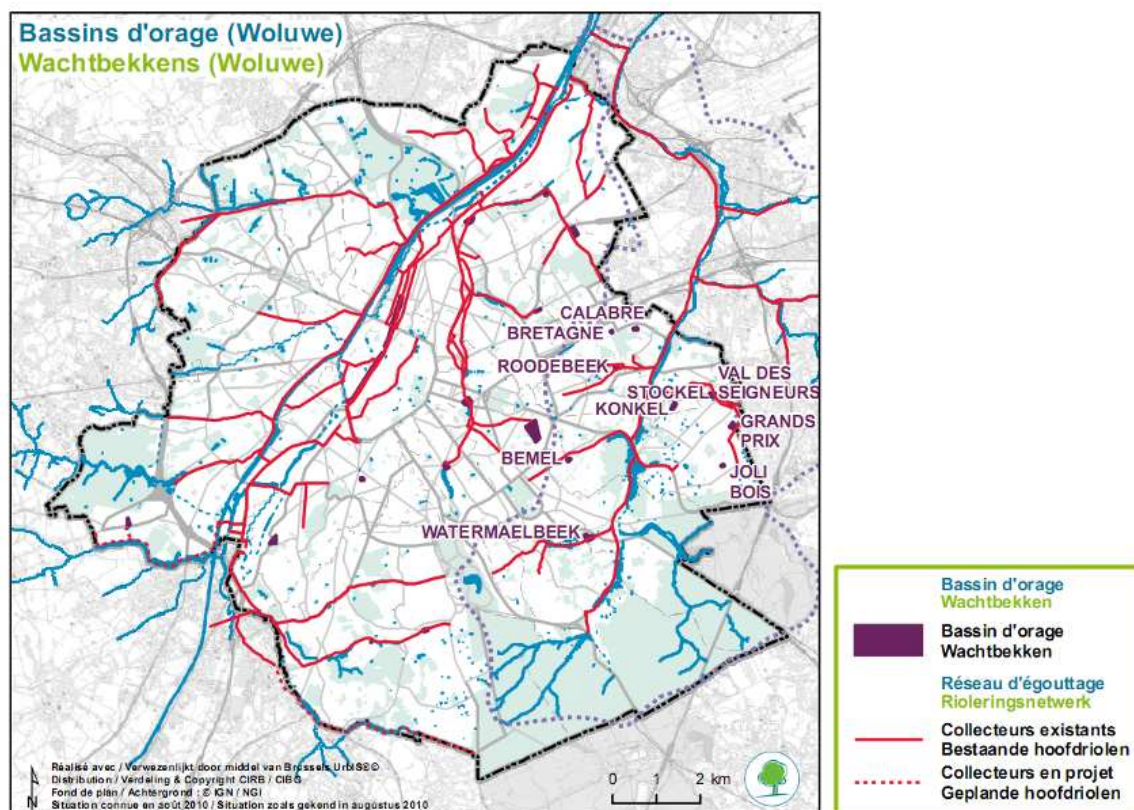 Bassins d'orage (Woluwe)
Wachtbekkens (Woluwe)
CALABRE
BRETAGNE
ROODEBEEK
VAL DES
SEIGNEURS
STOCKEL
KONKEL
GRANDS
PRIX
BEMEL
JOLI
BOIS
WATERMAELBEEK
Réalisé avec / Verwezenlijkt door middel van Brussels UrbIS®©
Distribution / Verdeling & Copyright CIRB / CIBG
Fond de plan / Achtergrond : © IGN / NGI
Situation connue en août 2010 / Situation zoals gekend in augustus 2010
N
0 1 2 km
Bassin d'orage
Wachtbekken
Bassin d'orage
Wachtbekken
Réseau d'égouttage
Rioleringsnetwerk
Collecteurs existants
Bestaande hoofdriolen
Collecteurs en projet
Geplande hoofdriolen